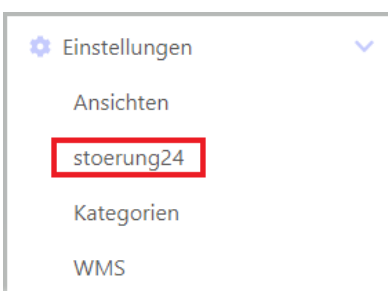 Einstellungen
Ansichten
stoerung24
Kategorien
WMS